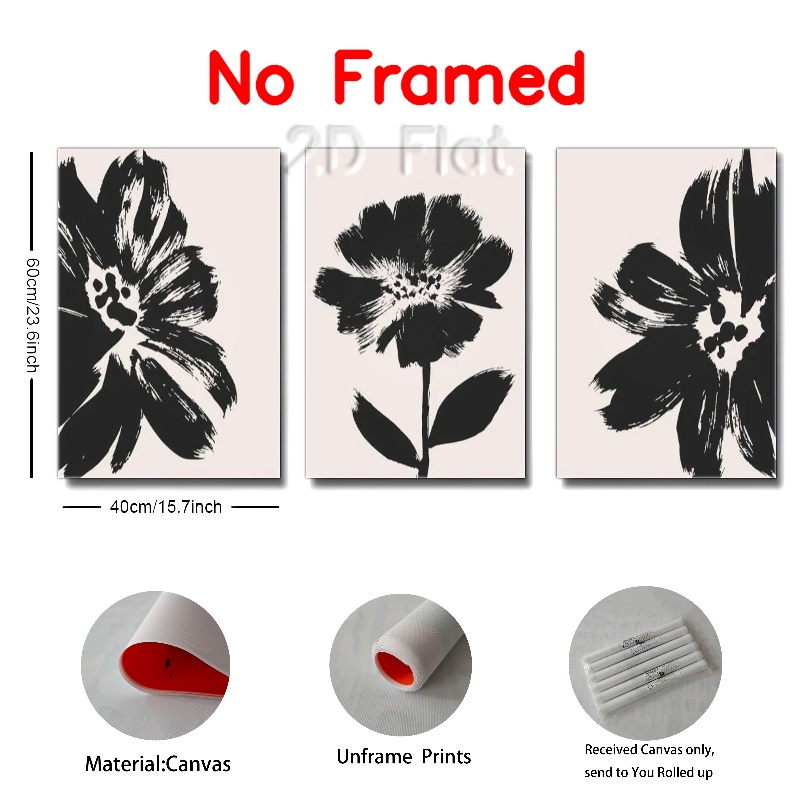 No Framed
2D Flat
60cm/23.6inch
40cm/15.7inch
Material:Canvas
Unframe Prints
Received Canvas only,
send to You Rolled up